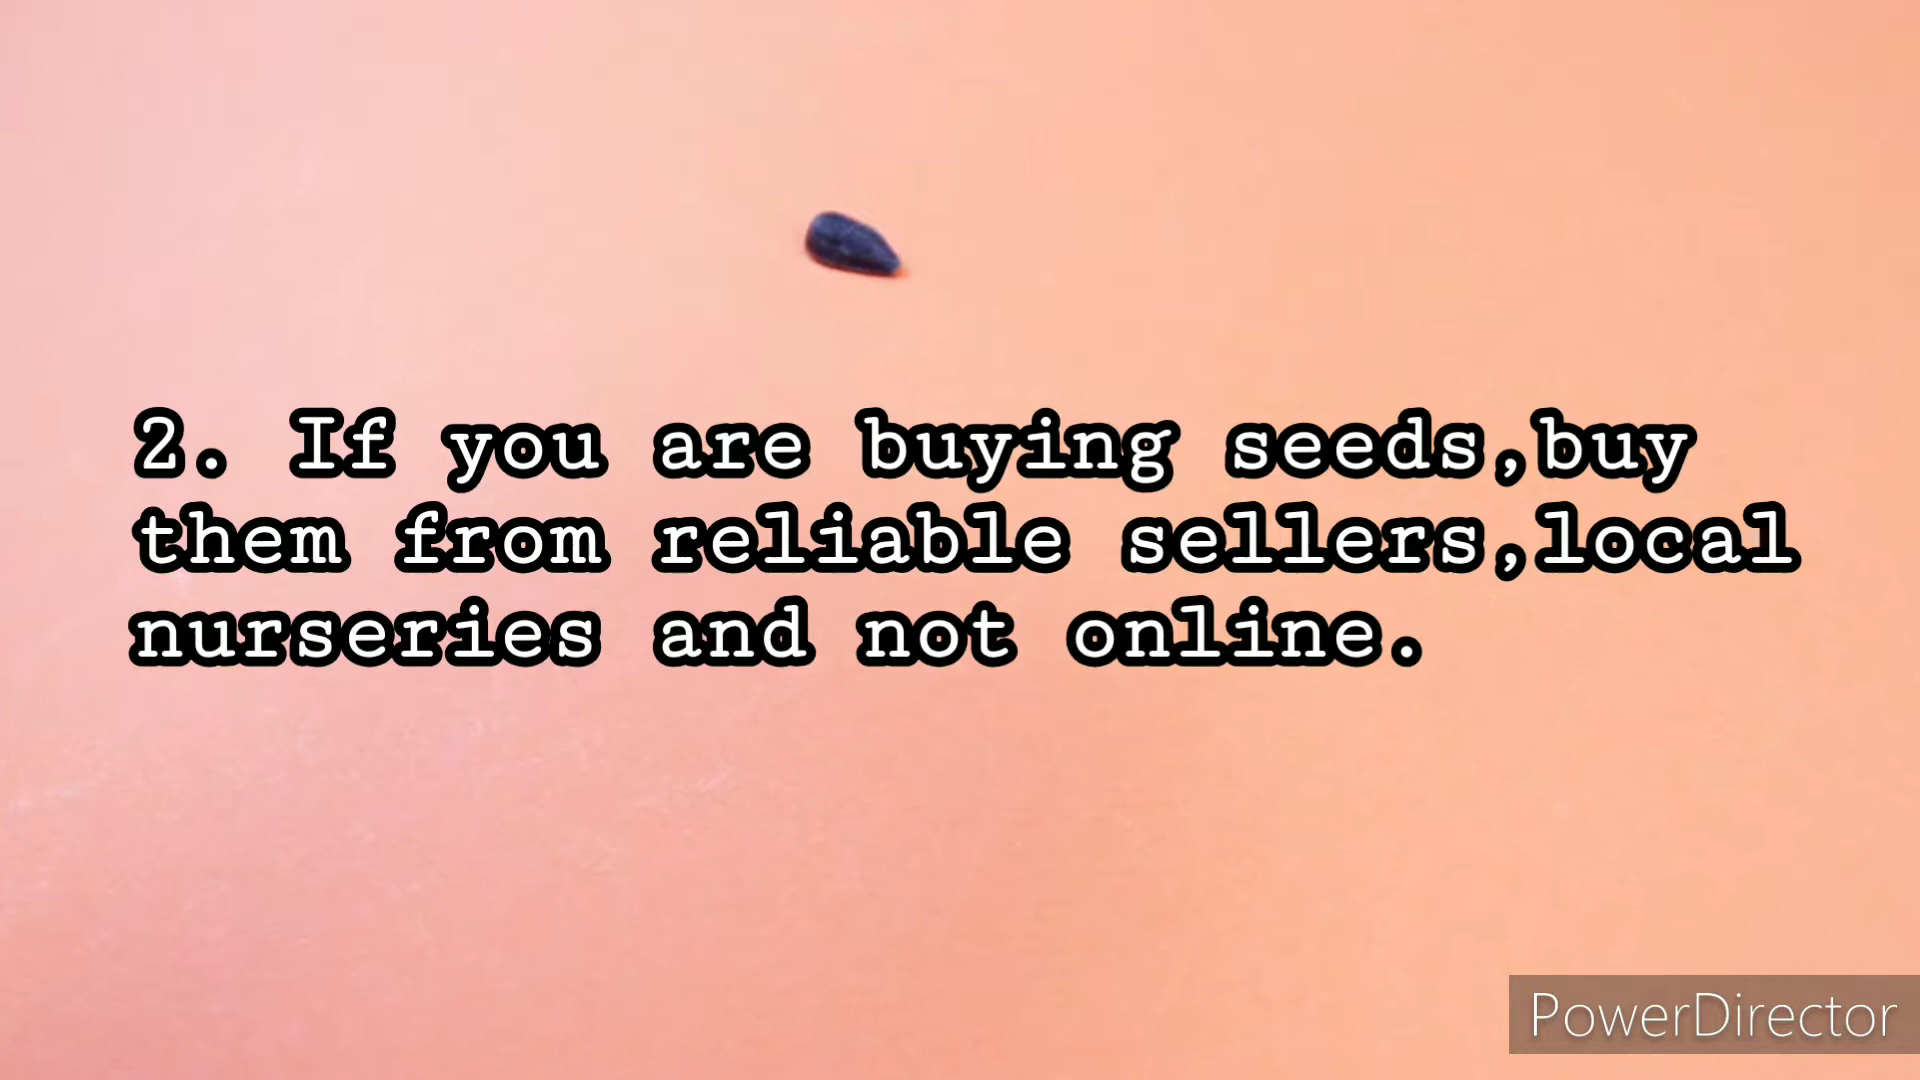 2. If you are buying seeds,buy
them from reliable sellers,local
nurseries and not online.
PowerDirector